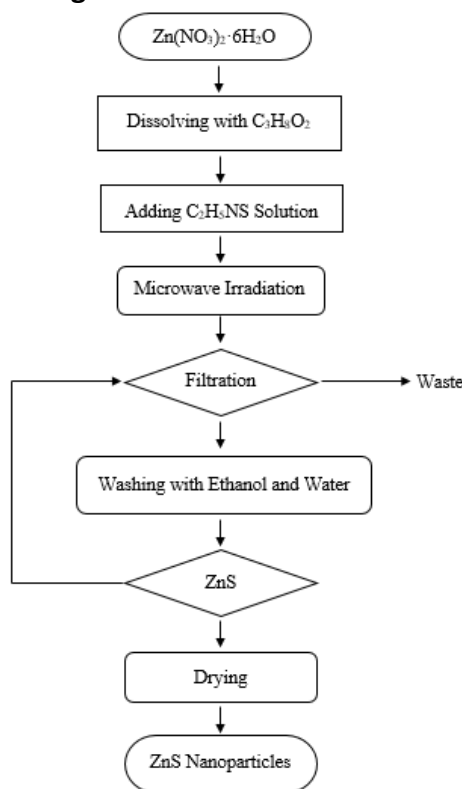 Zn(NO₃)₂·6H₂O
Dissolving with C₃H₈O₂
Adding C₂H₅NS Solution
Microwave Irradiation
Filtration
Waste
Washing with Ethanol and Water
ZnS
Drying
ZnS Nanoparticles